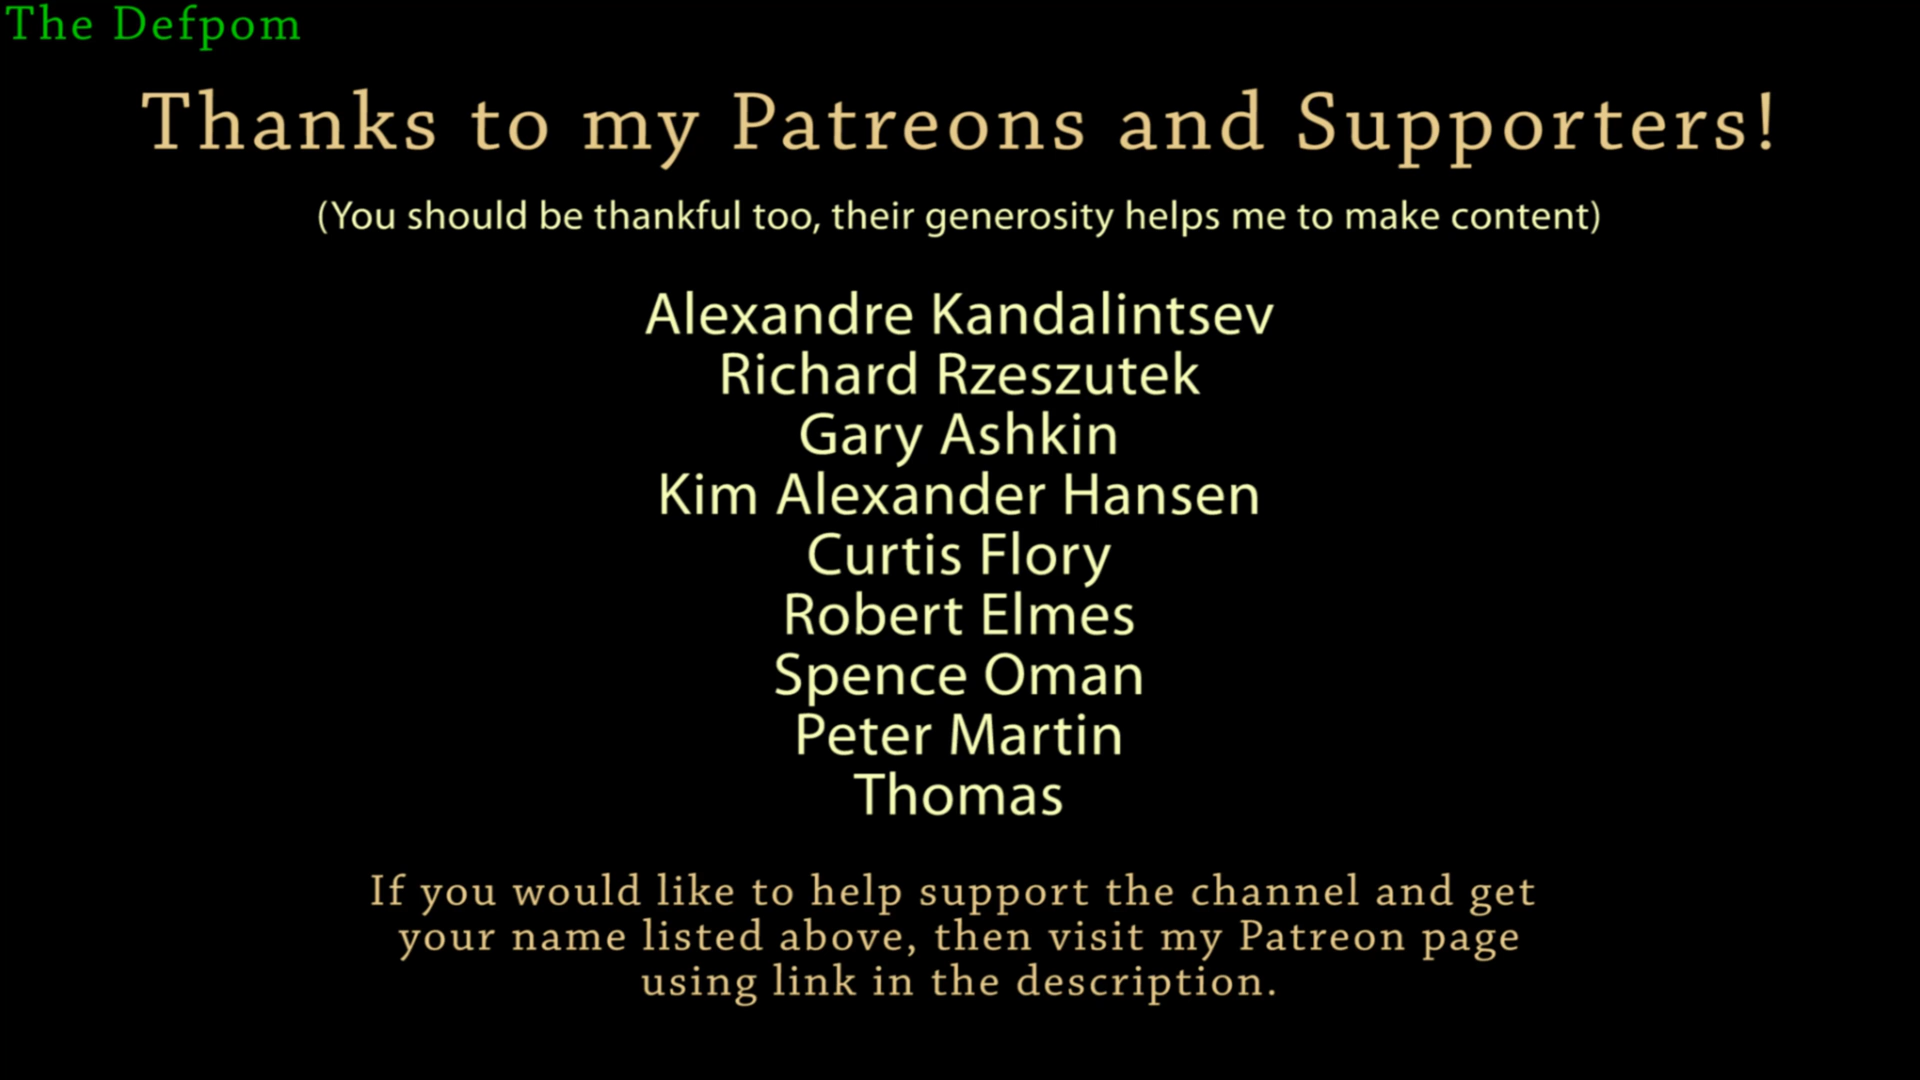 The Defpom
Thanks to my Patreons and Supporters!
(You should be thankful too, their generosity helps me to make content)
Alexandre Kandalintsev
Richard Rzeszutek
Gary Ashkin
Kim Alexander Hansen
Curtis Flory
Robert Elmes
Spence Oman
Peter Martin
Thomas
If you would like to help support the channel and get
your name listed above, then visit my Patreon page
using link in the description.